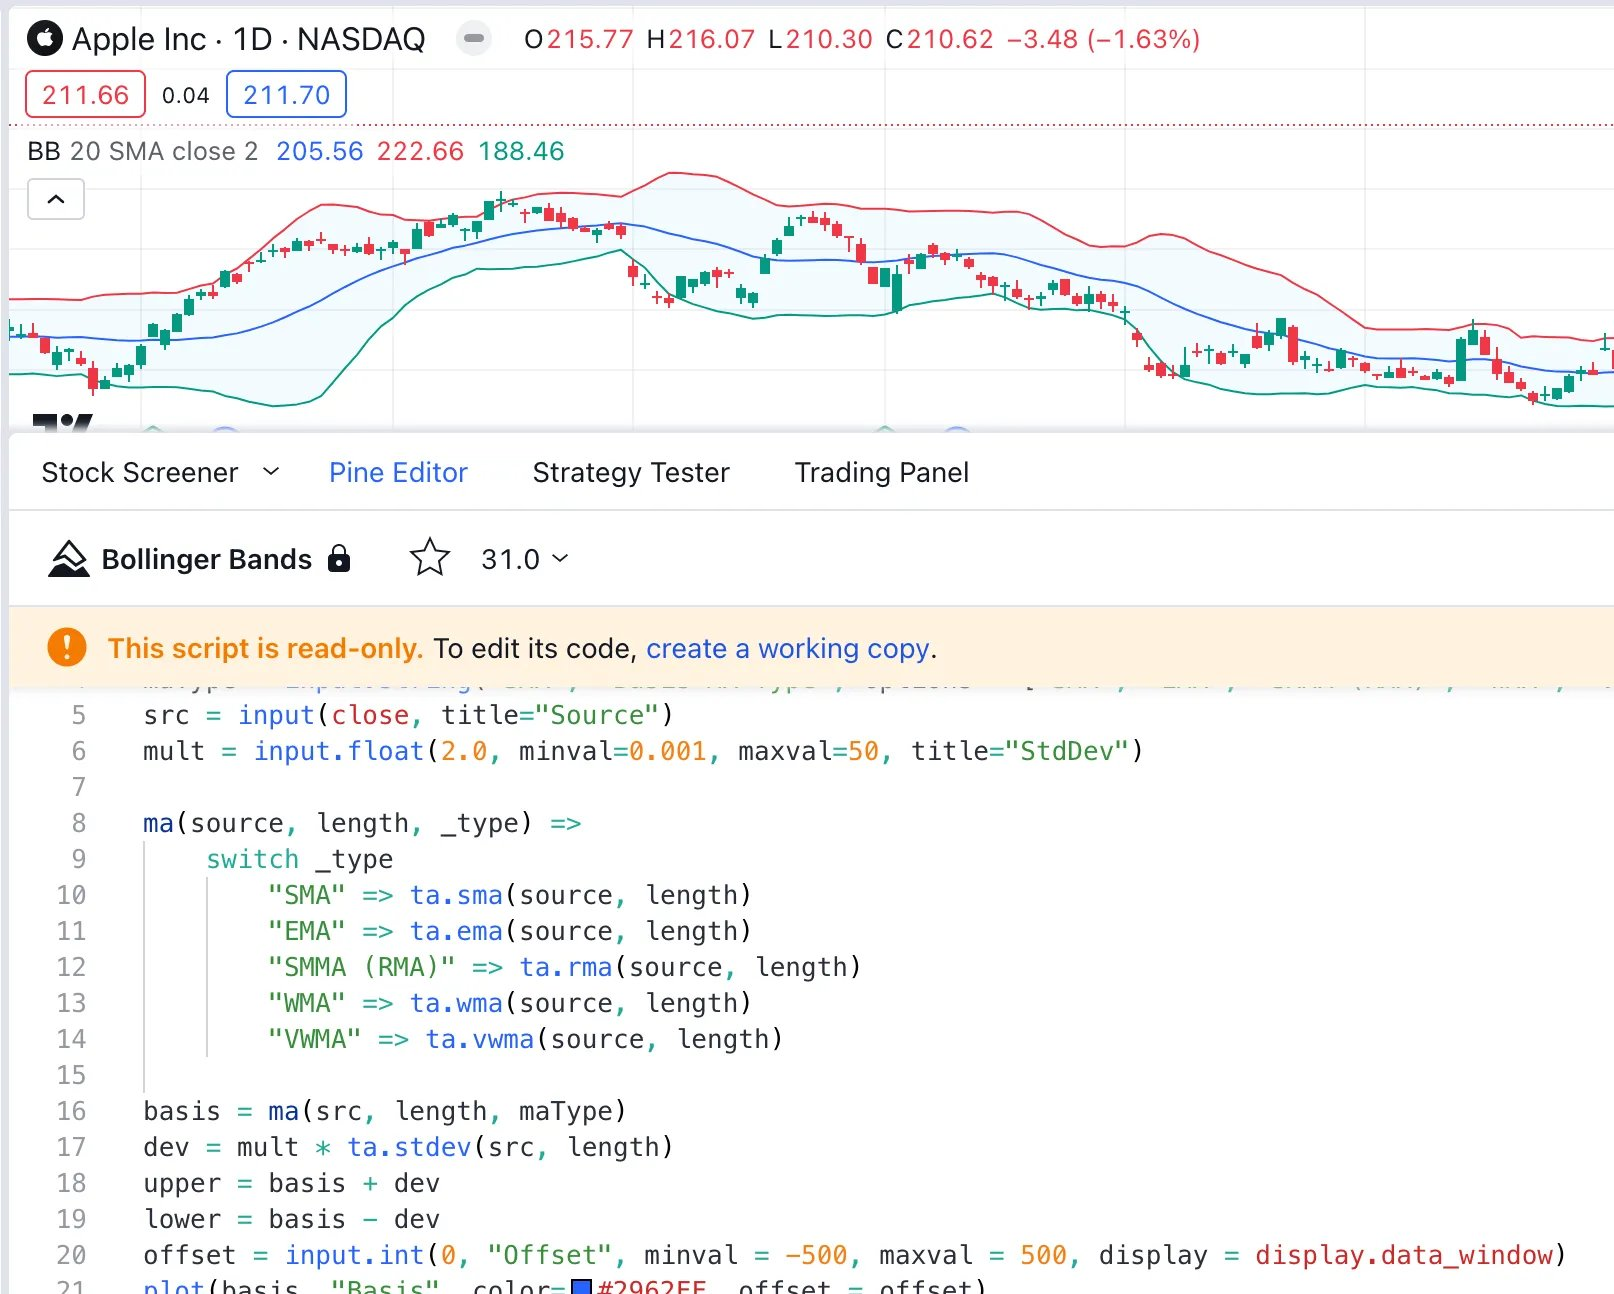 Apple Inc · 1D · NASDAQ O215.77 H216.07 L210.30 C210.62 −3.48 (−1.63%)
211.66 0.04 211.70
BB 20 SMA close 2 205.56 222.66 188.46
Stock Screener Pine Editor Strategy Tester Trading Panel
Bollinger Bands 31.0
This script is read-only. To edit its code, create a working copy.
5 src = input(close, title="Source")
6 mult = input.float(2.0, minval=0.001, maxval=50, title="StdDev")
7
8 ma(source, length, _type) =>
9 switch _type
10 "SMA" => ta.sma(source, length)
11 "EMA" => ta.ema(source, length)
12 "SMMA (RMA)" => ta.rma(source, length)
13 "WMA" => ta.wma(source, length)
14 "VWMA" => ta.vwma(source, length)
15
16 basis = ma(src, length, maType)
17 dev = mult * ta.stdev(src, length)
18 upper = basis + dev
19 lower = basis - dev
20 offset = input.int(0, "Offset", minval = -500, maxval = 500, display = display.data_window)
21 plot(basis, "Basis", color=#2962FF, offset = offset)